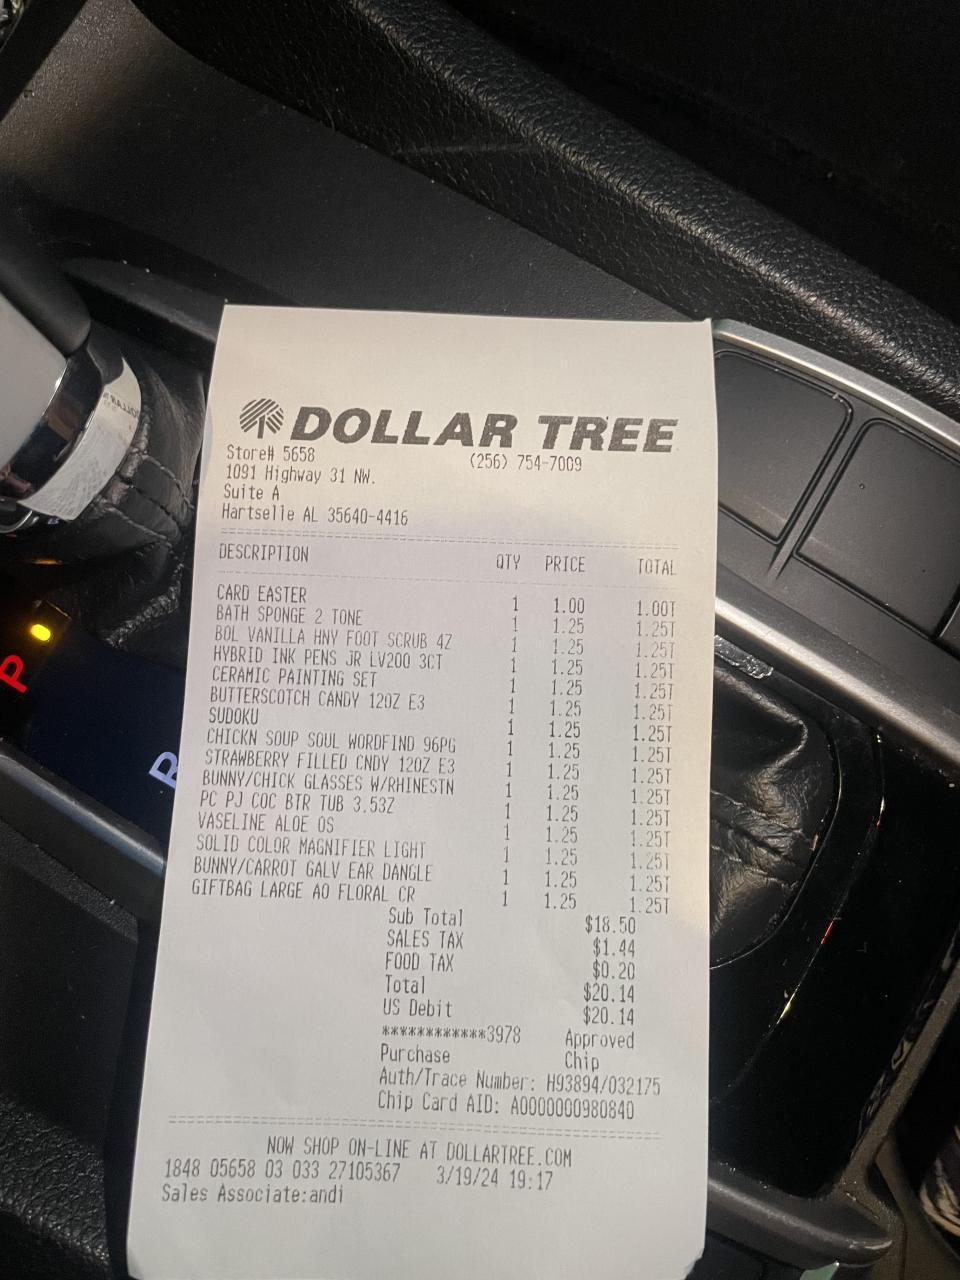 DOLLAR TREE
Store# 5658 (256) 754-7009
1091 Highway 31 NW.
Suite A
Hartselle AL 35640-4416
DESCRIPTION QTY PRICE TOTAL
CARD EASTER 1 1.00 1.00T
BATH SPONGE 2 TONE 1 1.25 1.25T
BOL VANILLA HNY FOOT SCRUB 4Z 1 1.25 1.25T
HYBRID INK PENS JR LV200 3CT 1 1.25 1.25T
CERAMIC PAINTING SET 1 1.25 1.25T
BUTTERSCOTCH CANDY 12OZ E3 1 1.25 1.25T
SUDOKU 1 1.25 1.25T
CHICKN SOUP SOUL WORDFIND 96PG 1 1.25 1.25T
STRAWBERRY FILLED CNDY 12OZ E3 1 1.25 1.25T
BUNNY/CHICK GLASSES W/RHINESTN 1 1.25 1.25T
PC PJ COC BTR TUB 3.53Z 1 1.25 1.25T
VASELINE ALOE OS 1 1.25 1.25T
SOLID COLOR MAGNIFIER LIGHT 1 1.25 1.25T
BUNNY/CARROT GALV EAR DANGLE 1 1.25 1.25T
GIFTBAG LARGE AO FLORAL CR 1 1.25 1.25T
Sub Total $18.50
SALES TAX $1.44
FOOD TAX $0.20
Total $20.14
US Debit $20.14
************3978 Approved
Purchase Chip
Auth/Trace Number: H93894/032175
Chip Card AID: A0000000980840
NOW SHOP ON-LINE AT DOLLARTREE.COM
1848 05658 03 033 27105367 3/19/24 19:17
Sales Associate:andi
P
R